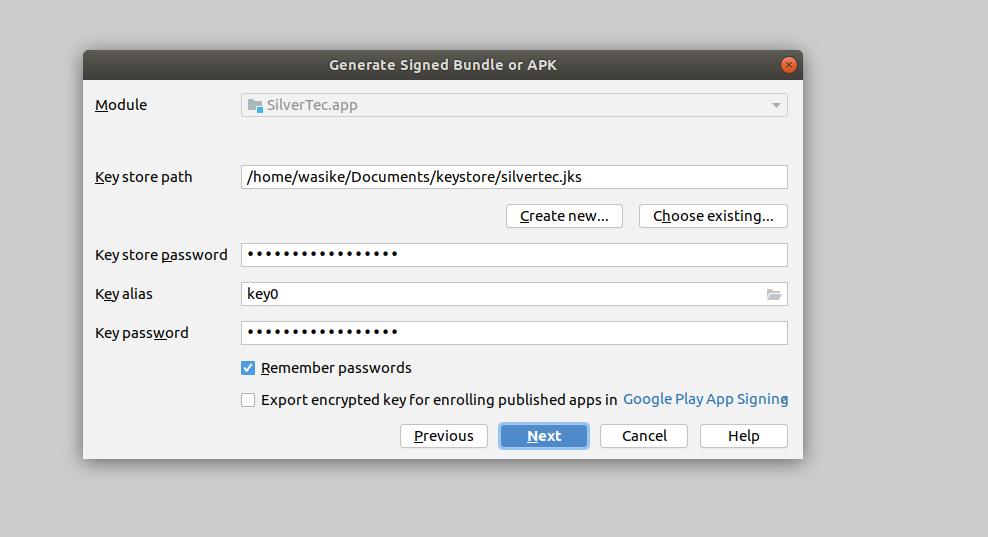 Generate Signed Bundle or APK
Module SilverTec.app
Key store path /home/wasike/Documents/keystore/silvertec.jks
Create new... Choose existing...
Key store password •••••••••••••••••
Key alias key0
Key password •••••••••••••••••
Remember passwords
Export encrypted key for enrolling published apps in Google Play App Signing
Previous Next Cancel Help